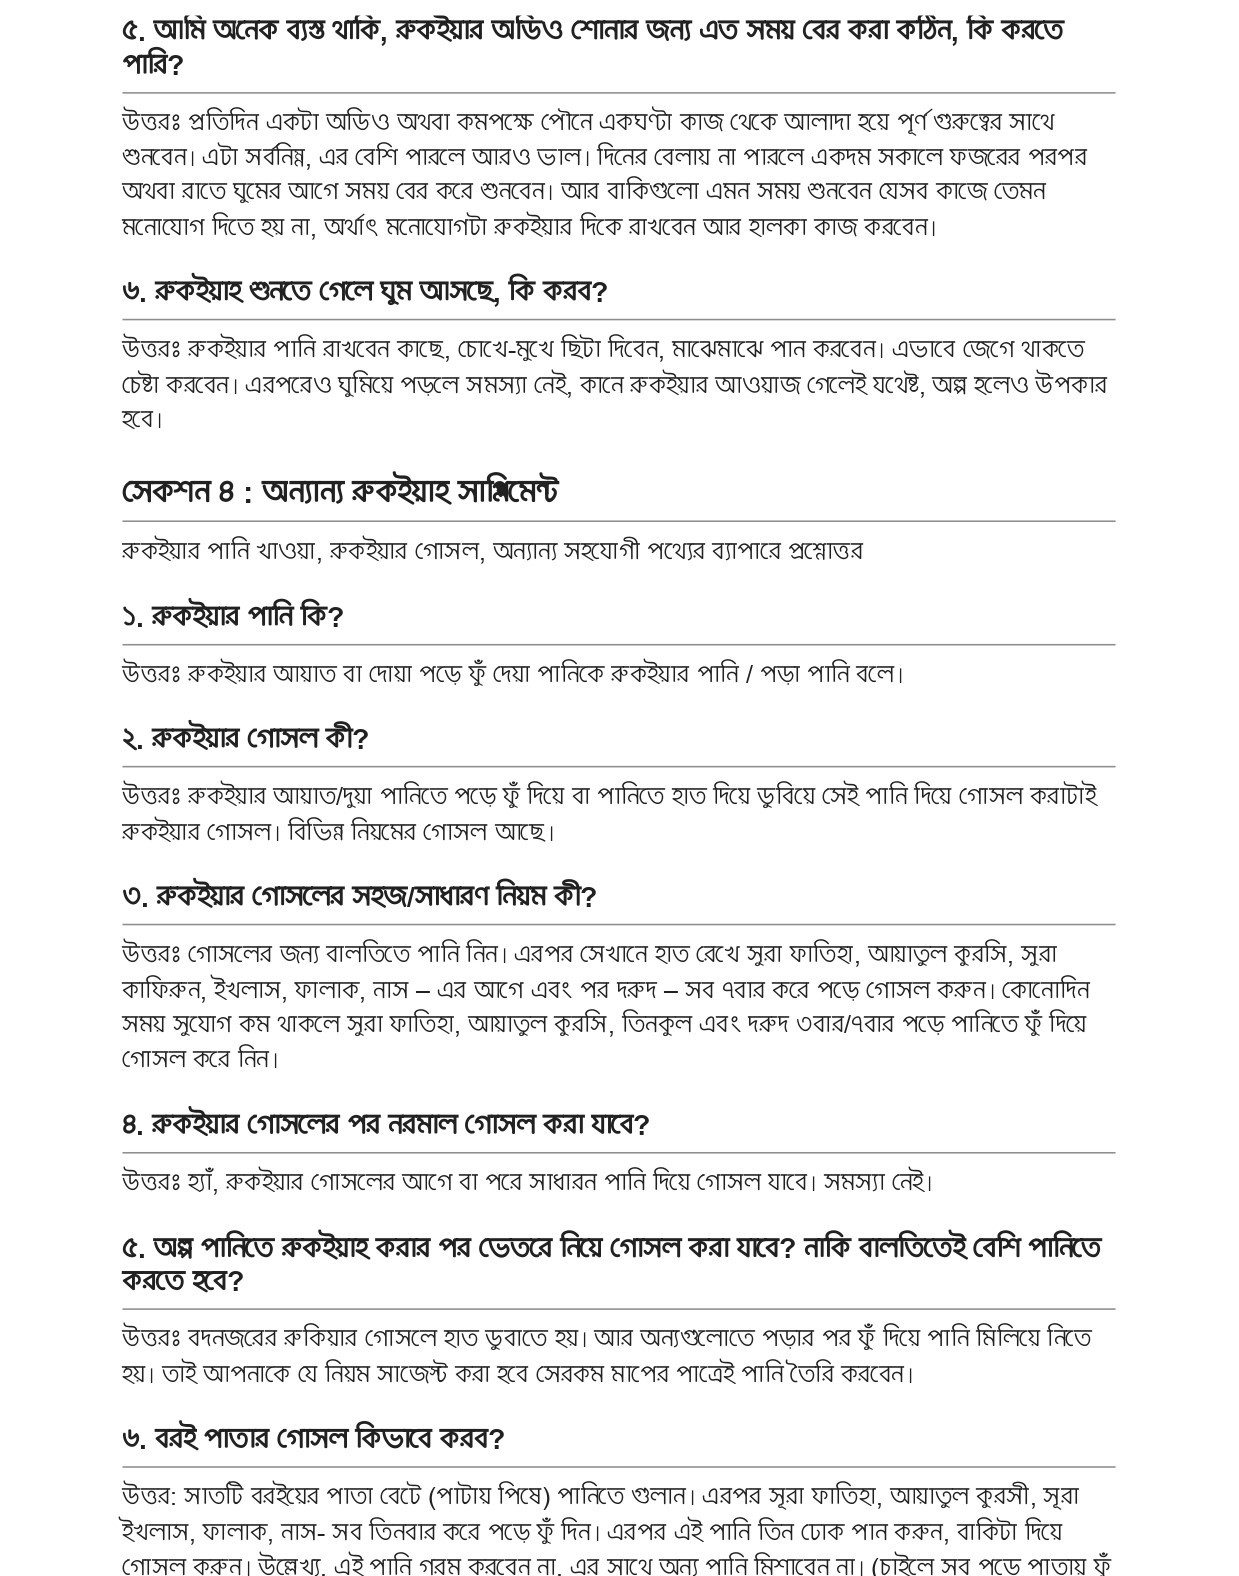 ৫. আমি অনেক ব্যস্ত থাকি, রুকইয়ার অডিও শোনার জন্য এত সময় বের করা কঠিন, কি করতে
পারি?
উত্তরঃ প্রতিদিন একটা অডিও অথবা কমপক্ষে পৌনে একঘণ্টা কাজ থেকে আলাদা হয়ে পূর্ণ গুরুত্বের সাথে
শুনবেন। এটা সর্বনিম্ন, এর বেশি পারলে আরও ভাল। দিনের বেলায় না পারলে একদম সকালে ফজরের পরপর
অথবা রাতে ঘুমের আগে সময় বের করে শুনবেন। আর বাকিগুলো এমন সময় শুনবেন যেসব কাজে তেমন
মনোযোগ দিতে হয় না, অর্থাৎ মনোযোগটা রুকইয়ার দিকে রাখবেন আর হালকা কাজ করবেন।
৬. রুকইয়াহ শুনতে গেলে ঘুম আসছে, কি করব?
উত্তরঃ রুকইয়ার পানি রাখবেন কাছে, চোখে-মুখে ছিটা দিবেন, মাঝেমাঝে পান করবেন। এভাবে জেগে থাকতে
চেষ্টা করবেন। এরপরেও ঘুমিয়ে পড়লে সমস্যা নেই, কানে রুকইয়ার আওয়াজ গেলেই যথেষ্ট, অল্প হলেও উপকার
হবে।
সেকশন ৪ : অন্যান্য রুকইয়াহ সাপ্লিমেন্ট
রুকইয়ার পানি খাওয়া, রুকইয়ার গোসল, অন্যান্য সহযোগী পথ্যের ব্যাপারে প্রশ্নোত্তর
১. রুকইয়ার পানি কি?
উত্তরঃ রুকইয়ার আয়াত বা দোয়া পড়ে ফুঁ দেয়া পানিকে রুকইয়ার পানি / পড়া পানি বলে।
২. রুকইয়ার গোসল কী?
উত্তরঃ রুকইয়ার আয়াত/দুয়া পানিতে পড়ে ফুঁ দিয়ে বা পানিতে হাত দিয়ে ডুবিয়ে সেই পানি দিয়ে গোসল করাটাই
রুকইয়ার গোসল। বিভিন্ন নিয়মের গোসল আছে।
৩. রুকইয়ার গোসলের সহজ/সাধারণ নিয়ম কী?
উত্তরঃ গোসলের জন্য বালতিতে পানি নিন। এরপর সেখানে হাত রেখে সুরা ফাতিহা, আয়াতুল কুরসি, সুরা
কাফিরুন, ইখলাস, ফালাক, নাস – এর আগে এবং পর দরুদ – সব ৭বার করে পড়ে গোসল করুন। কোনোদিন
সময় সুযোগ কম থাকলে সুরা ফাতিহা, আয়াতুল কুরসি, তিনকুল এবং দরুদ ৩বার/৭বার পড়ে পানিতে ফুঁ দিয়ে
গোসল করে নিন।
৪. রুকইয়ার গোসলের পর নরমাল গোসল করা যাবে?
উত্তরঃ হ্যাঁ, রুকইয়ার গোসলের আগে বা পরে সাধারন পানি দিয়ে গোসল যাবে। সমস্যা নেই।
৫. অল্প পানিতে রুকইয়াহ করার পর ভেতরে নিয়ে গোসল করা যাবে? নাকি বালতিতেই বেশি পানিতে
করতে হবে?
উত্তরঃ বদনজরের রুকিয়ার গোসলে হাত ডুবাতে হয়। আর অন্যগুলোতে পড়ার পর ফুঁ দিয়ে পানি মিলিয়ে নিতে
হয়। তাই আপনাকে যে নিয়ম সাজেস্ট করা হবে সেরকম মাপের পাত্রেই পানি তৈরি করবেন।
৬. বরই পাতার গোসল কিভাবে করব?
উত্তর: সাতটি বরইয়ের পাতা বেটে (পাটায় পিষে) পানিতে গুলান। এরপর সূরা ফাতিহা, আয়াতুল কুরসী, সূরা
ইখলাস, ফালাক, নাস- সব তিনবার করে পড়ে ফুঁ দিন। এরপর এই পানি তিন ঢোক পান করুন, বাকিটা দিয়ে
গোসল করুন। উল্লেখ্য, এই পানি গরম করবেন না, এর সাথে অন্য পানি মিশাবেন না। (চাইলে সব পড়ে পাতায় ফুঁ